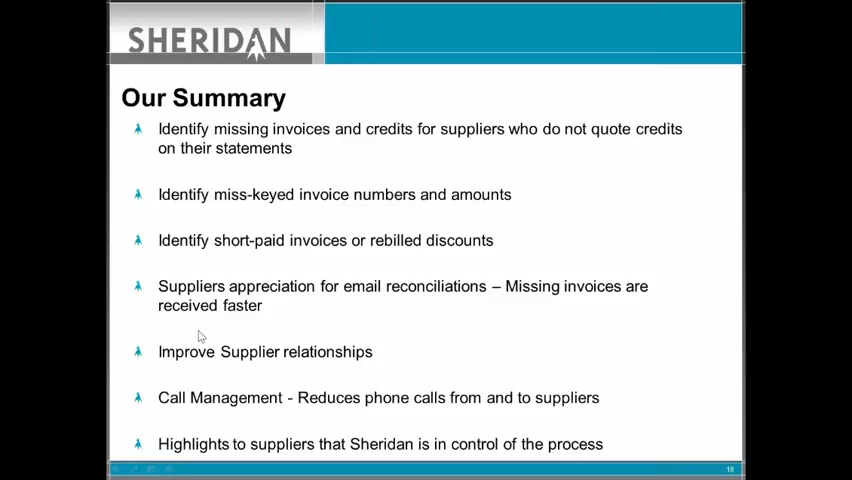 SHERIDAN
Our Summary
Identify missing invoices and credits for suppliers who do not quote credits
on their statements
Identify miss-keyed invoice numbers and amounts
Identify short-paid invoices or rebilled discounts
Suppliers appreciation for email reconciliations – Missing invoices are
received faster
Improve Supplier relationships
Call Management - Reduces phone calls from and to suppliers
Highlights to suppliers that Sheridan is in control of the process
18